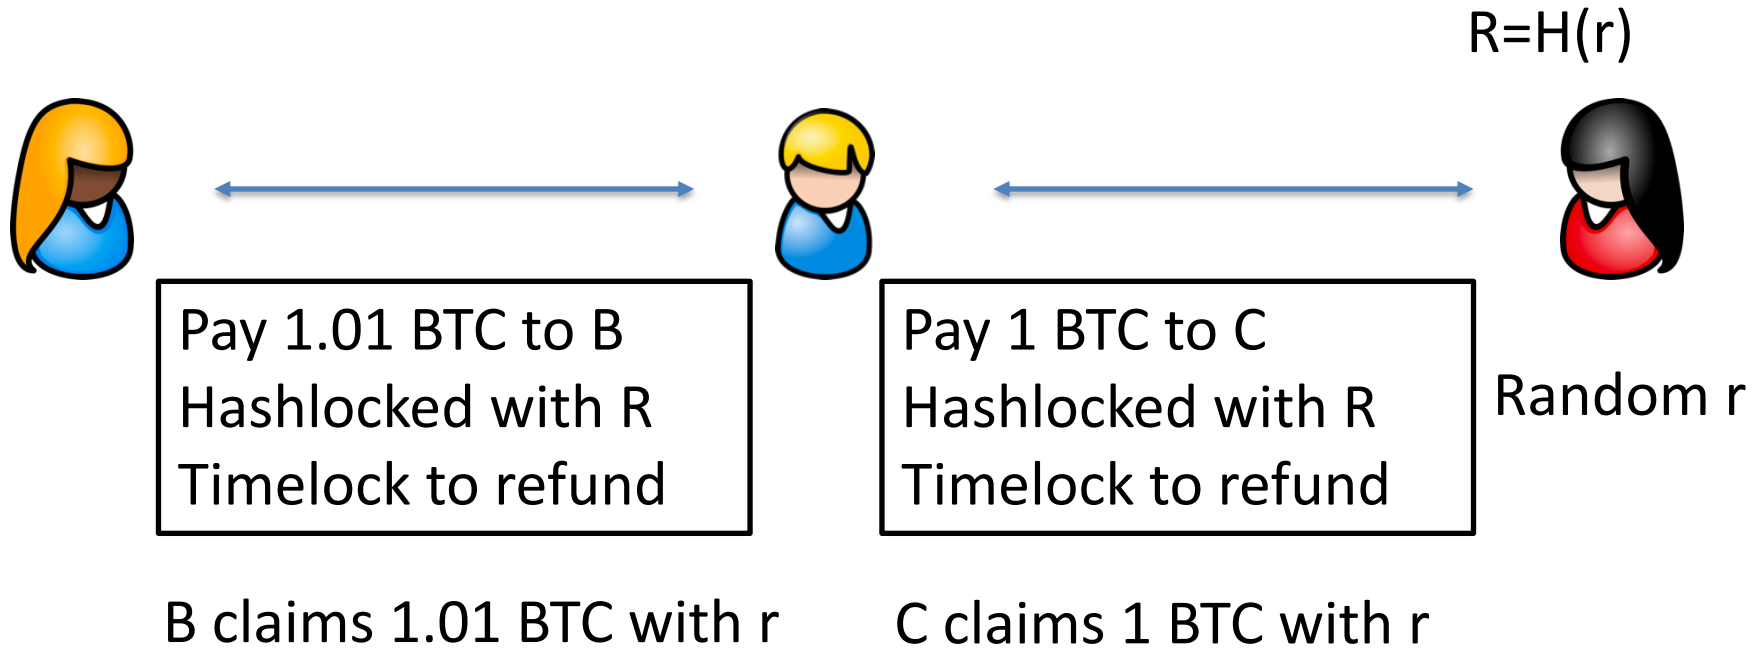 R=H(r)
Pay 1.01 BTC to B
Hashlocked with R
Timelock to refund
Pay 1 BTC to C
Hashlocked with R
Timelock to refund
Random r
B claims 1.01 BTC with r
C claims 1 BTC with r